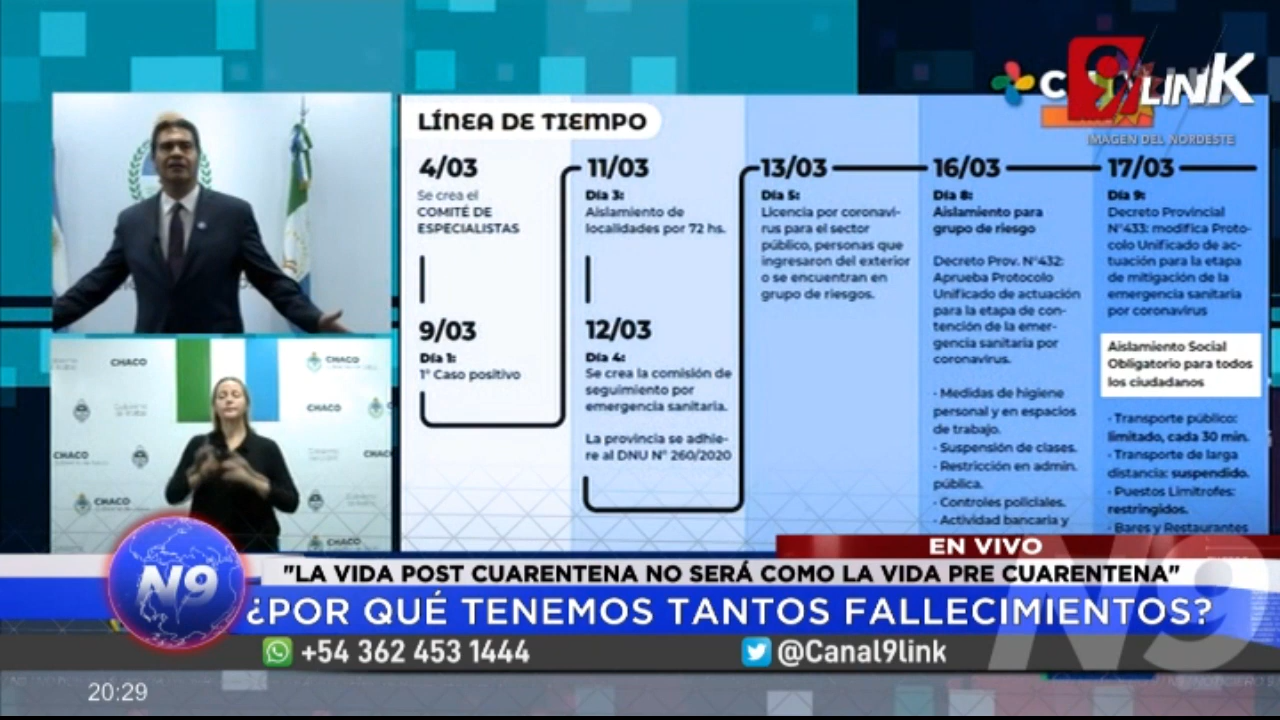 LINK
IMAGEN DEL NORDESTE
LÍNEA DE TIEMPO
4/03
Se crea el
COMITÉ DE
ESPECIALISTAS
9/03
Día 1:
1° Caso positivo
11/03
Día 3:
Aislamiento de
localidades por 72 hs.
12/03
Día 4:
Se crea la comisión de
seguimiento por
emergencia sanitaria.
La provincia se adhie-
re al DNU N° 260/2020
13/03
Día 5:
Licencia por coronavi-
rus para el sector
público, personas que
ingresaron del exterior
o se encuentran en
grupo de riesgos.
16/03
Día 8:
Aislamiento para
grupo de riesgo
Decreto Prov. N°432:
Aprueba Protocolo
Unificado de actuación
para la etapa de con-
tención de la emer-
gencia sanitaria por
coronavirus.
· Medidas de higiene
personal y en espacios
de trabajo.
· Suspensión de clases.
· Restricción en admin.
pública.
· Controles policiales.
· Actividad bancaria y
17/03
Día 9:
Decreto Provincial
N°433: modifica Proto-
colo Unificado de ac-
tuación para la etapa
de mitigación de la
emergencia sanitaria
por coronavirus
Aislamiento Social
Obligatorio para todos
los ciudadanos
· Transporte público:
limitado, cada 30 min.
· Transporte de larga
distancia: suspendido.
· Puestos Limítrofes:
restringidos.
· Bares y Restaurantes
CHACO
CHACO
CHACO
CHACO
CHACO
CHACO
EN VIVO
"LA VIDA POST CUARENTENA NO SERÁ COMO LA VIDA PRE CUARENTENA"
N9
¿POR QUÉ TENEMOS TANTOS FALLECIMIENTOS?
N9
+54 362 453 1444
@Canal9link
20:29